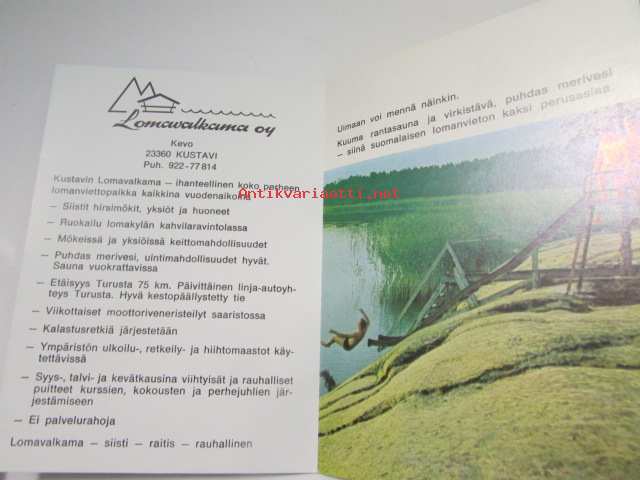 Lomavalkama oy
Kevo
23360 KUSTAVI
Puh. 922-77814
Kustavin Lomavalkama — ihanteellinen koko perheen
lomanviettopaikka kaikkina vuodenaikoina
— Siistit hirsimökit, yksiöt ja huoneet
— Ruokailu lomakylän kahvilaravintolassa
— Mökeissä ja yksiöissä keittomahdollisuudet
— Puhdas merivesi, uintimahdollisuudet hyvät.
Sauna vuokrattavissa
— Etäisyys Turusta 75 km. Päivittäinen linja-autoyh-
teys Turusta. Hyvä kestopäällystetty tie
— Viikottaiset moottoriveneristeilyt saaristossa
— Kalastusretkiä järjestetään
— Ympäristön ulkoilu-, retkeily- ja hiihtomaastot käy-
tettävissä
— Syys-, talvi- ja kevätkausina viihtyisät ja rauhalliset
puitteet kurssien, kokousten ja perhejuhlien jär-
jestämiseen
— Ei palvelurahoja
Lomavalkama — siisti — raitis — rauhallinen
Uimaan voi mennä näinkin.
Kuuma rantasauna ja virkistävä, puhdas merivesi
— siinä suomalaisen lomanvieton kaksi perusasiaa.
Antikvariaatti.net